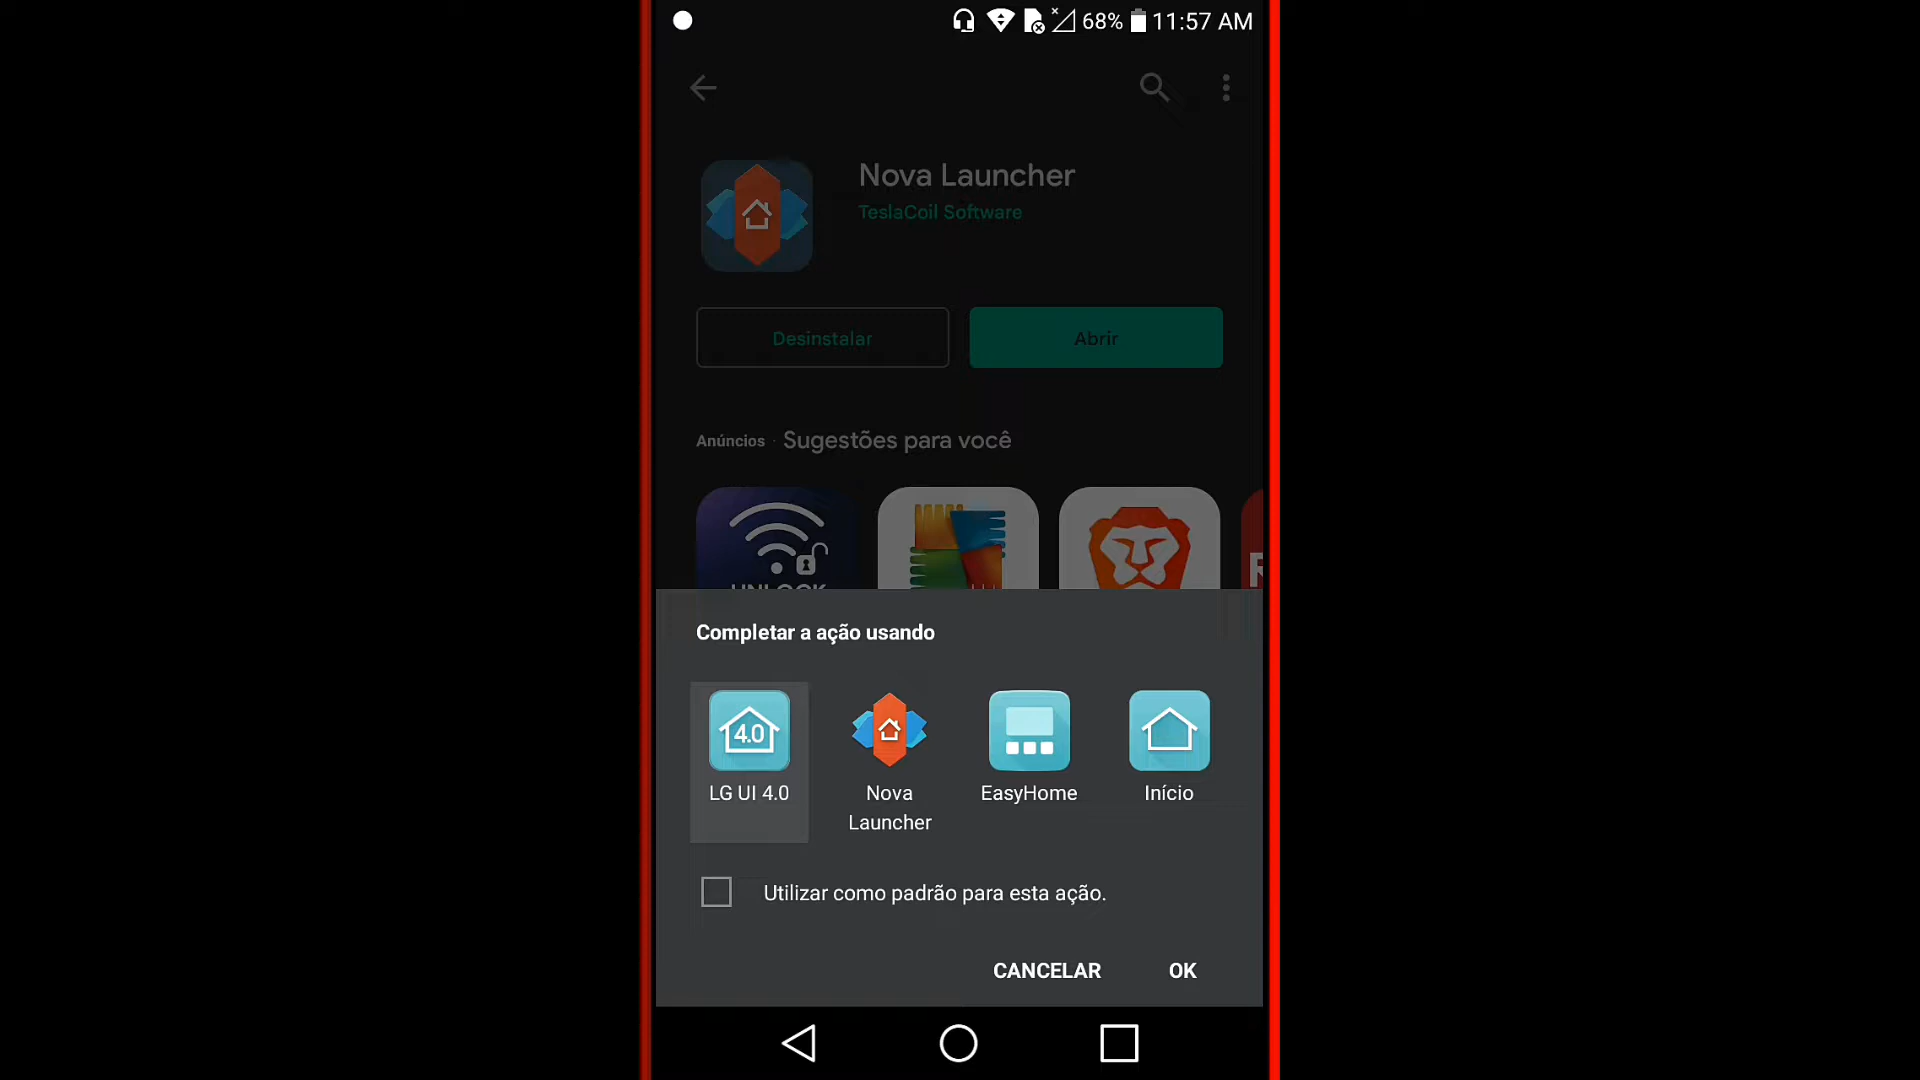 68% 11:57 AM
Nova Launcher
TeslaCoil Software
Desinstalar
Abrir
Anúncios · Sugestões para você
Completar a ação usando
4.0
LG UI 4.0
Nova
Launcher
EasyHome
Início
Utilizar como padrão para esta ação.
CANCELAR
OK